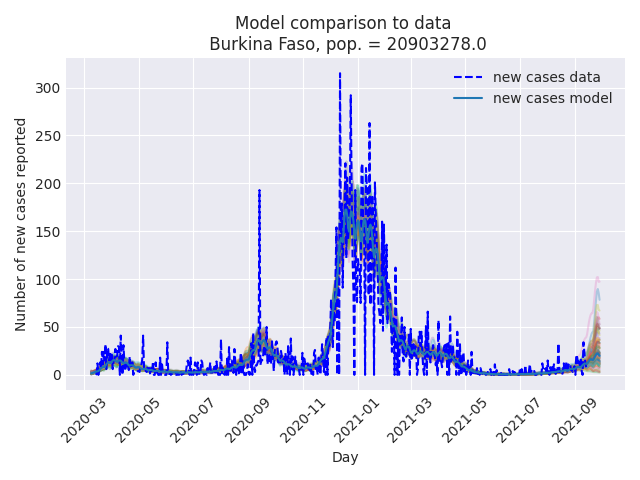 Model comparison to data
Burkina Faso, pop. = 20903278.0
new cases data
new cases model
Number of new cases reported
300
250
200
150
100
50
0
2020-03
2020-05
2020-07
2020-09
2020-11
2021-01
2021-03
2021-05
2021-07
2021-09
Day